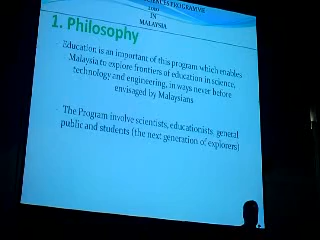 SCIENCES PROGRAMME
IN
MALAYSIA
1. Philosophy
Education is an important of this program which enables
Malaysia to explore frontiers of education in science,
technology and engineering, in ways never before
envisaged by Malaysians
The Program involve scientists, educationists, general
public and students (the next generation of explorers)